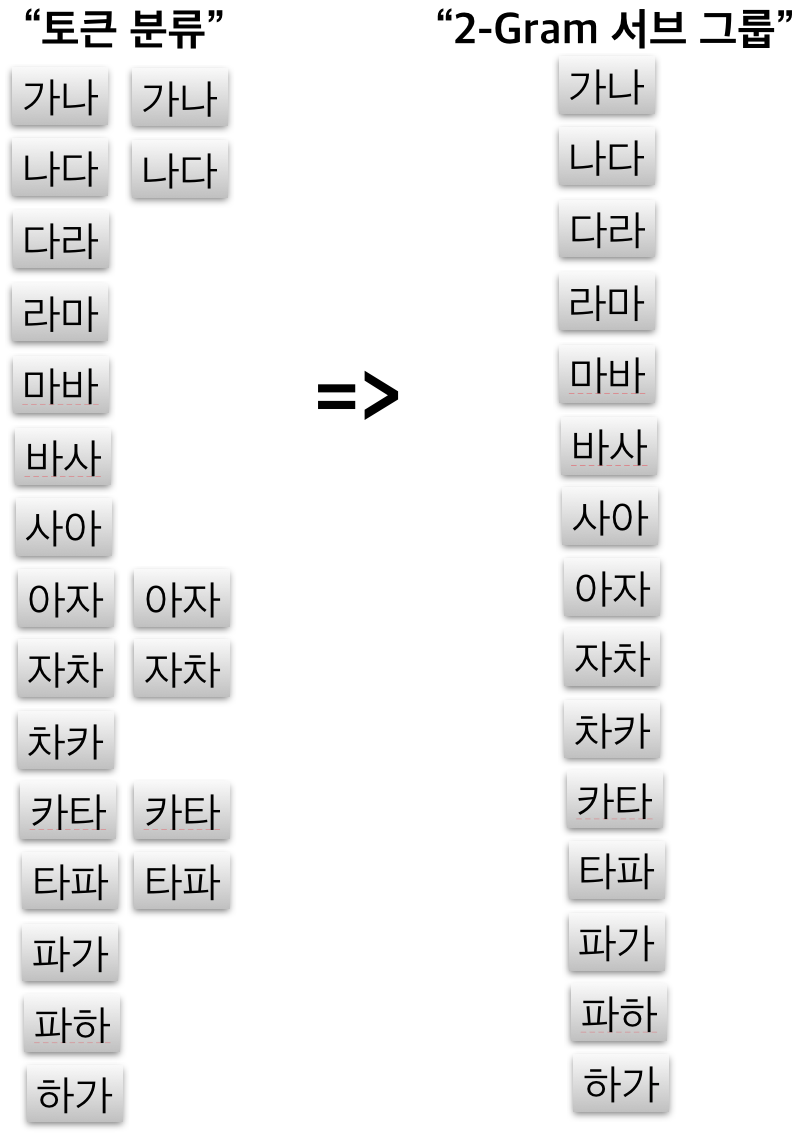 “토큰 분류”
가나 가나
나다 나다
다라
라마
마바
바사
사아
아자 아자
자차 자차
차카
카타 카타
타파 타파
파가
파하
하가
=>
“2-Gram 서브 그룹”
가나
나다
다라
라마
마바
바사
사아
아자
자차
차카
카타
타파
파가
파하
하가